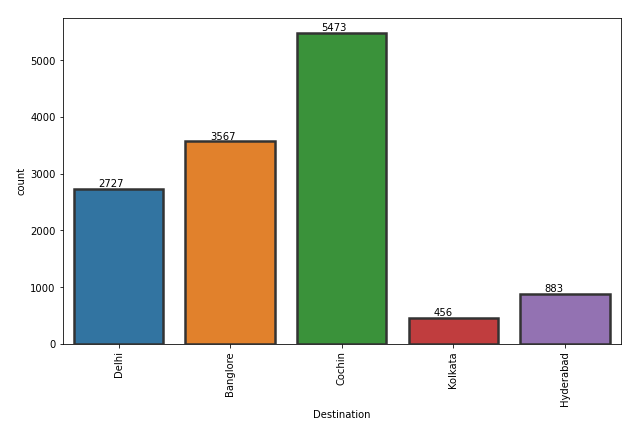 count
0
1000
2000
3000
4000
5000
2727
3567
5473
456
883
Delhi
Banglore
Cochin
Kolkata
Hyderabad
Destination